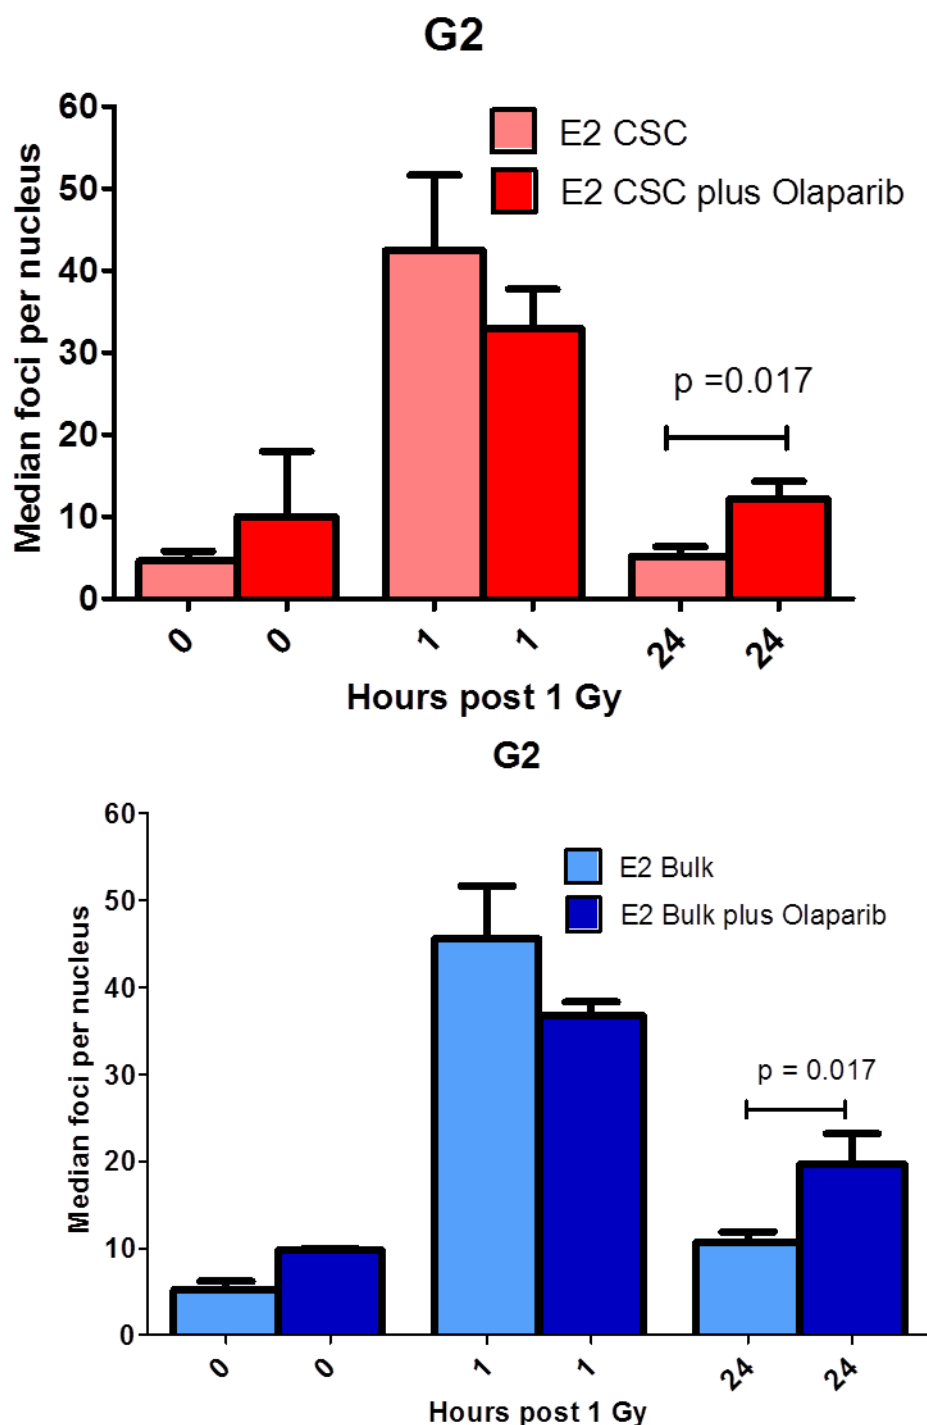 G2
60
50
40
30
20
10
0
Median foci per nucleus
E2 CSC
E2 CSC plus Olaparib
p =0.017
0 0 1 1 24 24
Hours post 1 Gy
G2
60
50
40
30
20
10
0
Median foci per nucleus
E2 Bulk
E2 Bulk plus Olaparib
p = 0.017
0 0 1 1 24 24
Hours post 1 Gy